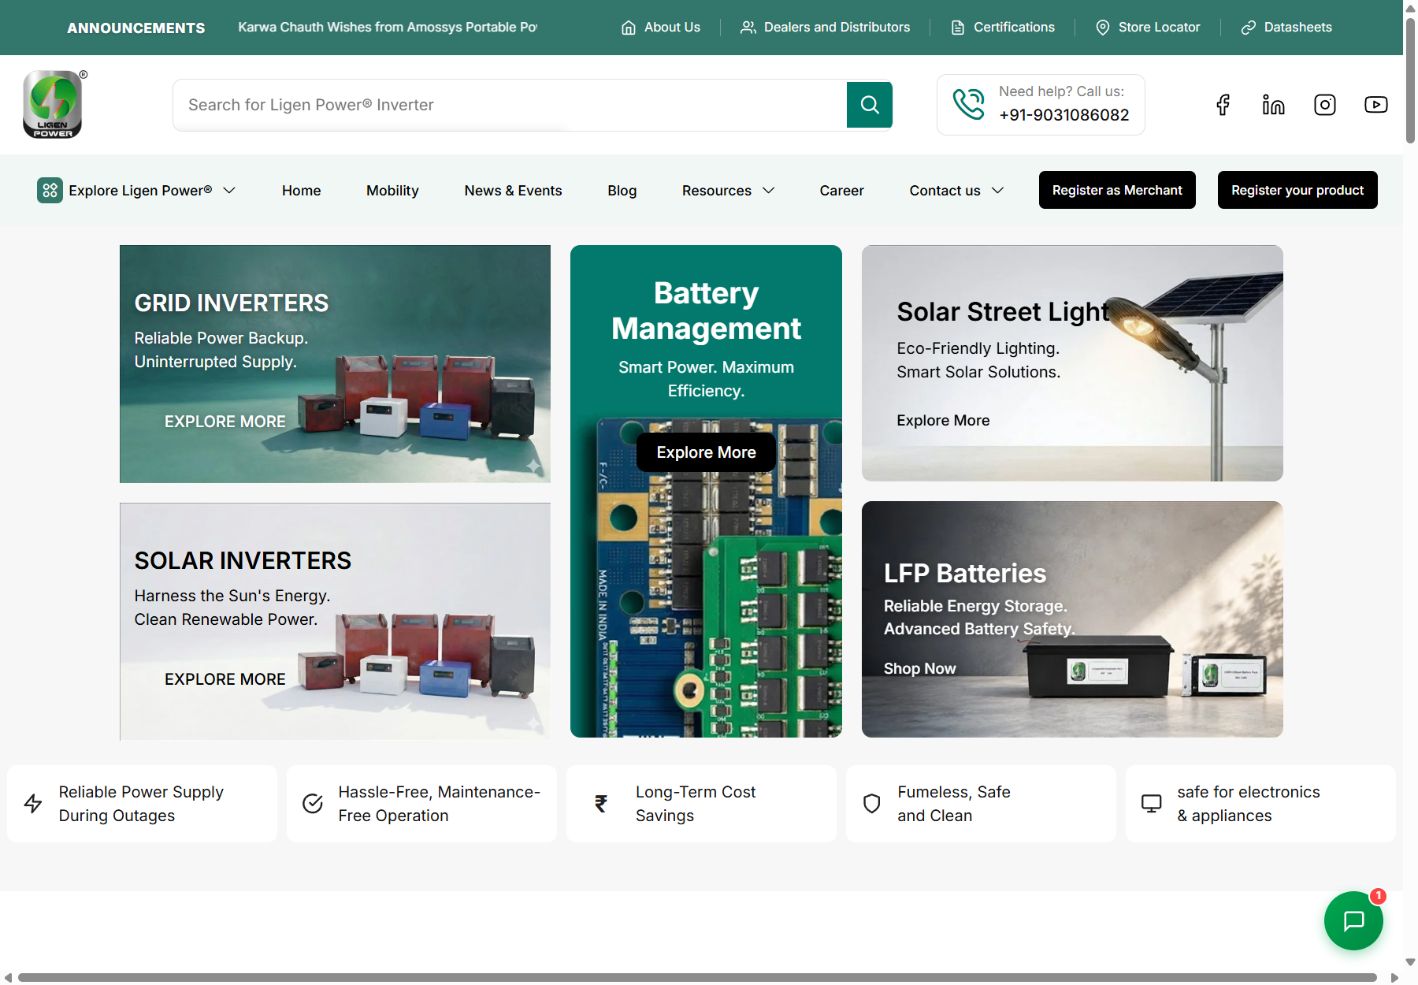 ANNOUNCEMENTS
Karwa Chauth Wishes from Amossys Portable
About Us
Dealers and Distributors
Certifications
Store Locator
Datasheets
LIGEN
POWER
®
Search for Ligen Power® Inverter
Need help? Call us:
+91-9031086082
Explore Ligen Power®
Home
Mobility
News & Events
Blog
Resources
Career
Contact us
Register as Merchant
Register your product
GRID INVERTERS
Reliable Power Backup.
Uninterrupted Supply.
EXPLORE MORE
SOLAR INVERTERS
Harness the Sun's Energy.
Clean Renewable Power.
EXPLORE MORE
Battery
Management
Smart Power. Maximum
Efficiency.
Explore More
F-/C-
MADE IN INDIA
Solar Street Light
Eco-Friendly Lighting.
Smart Solar Solutions.
Explore More
LFP Batteries
Reliable Energy Storage.
Advanced Battery Safety.
Shop Now
Reliable Power Supply
During Outages
Hassle-Free, Maintenance-
Free Operation
₹
Long-Term Cost
Savings
Fumeless, Safe
and Clean
safe for electronics
& appliances
1